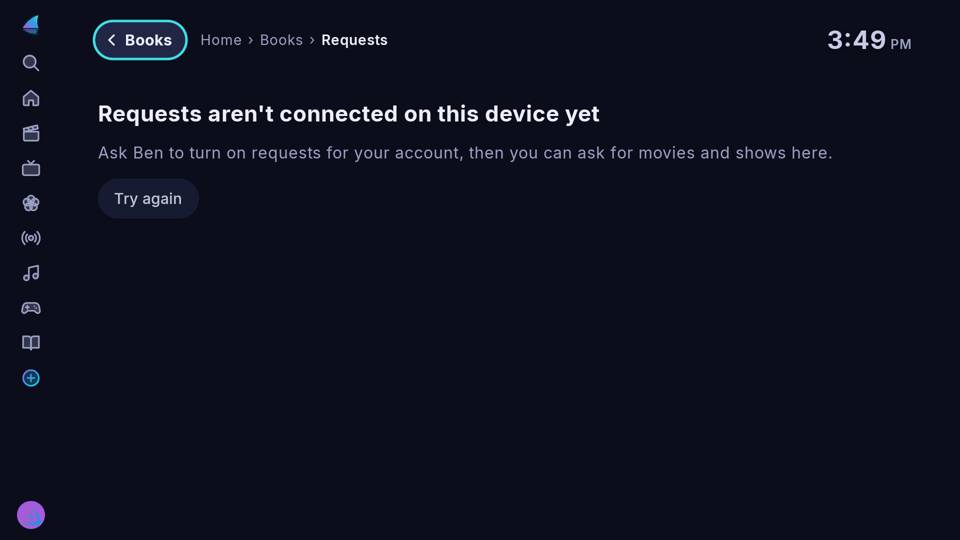 Books
Home › Books › Requests
3:49 PM
Requests aren't connected on this device yet
Ask Ben to turn on requests for your account, then you can ask for movies and shows here.
Try again